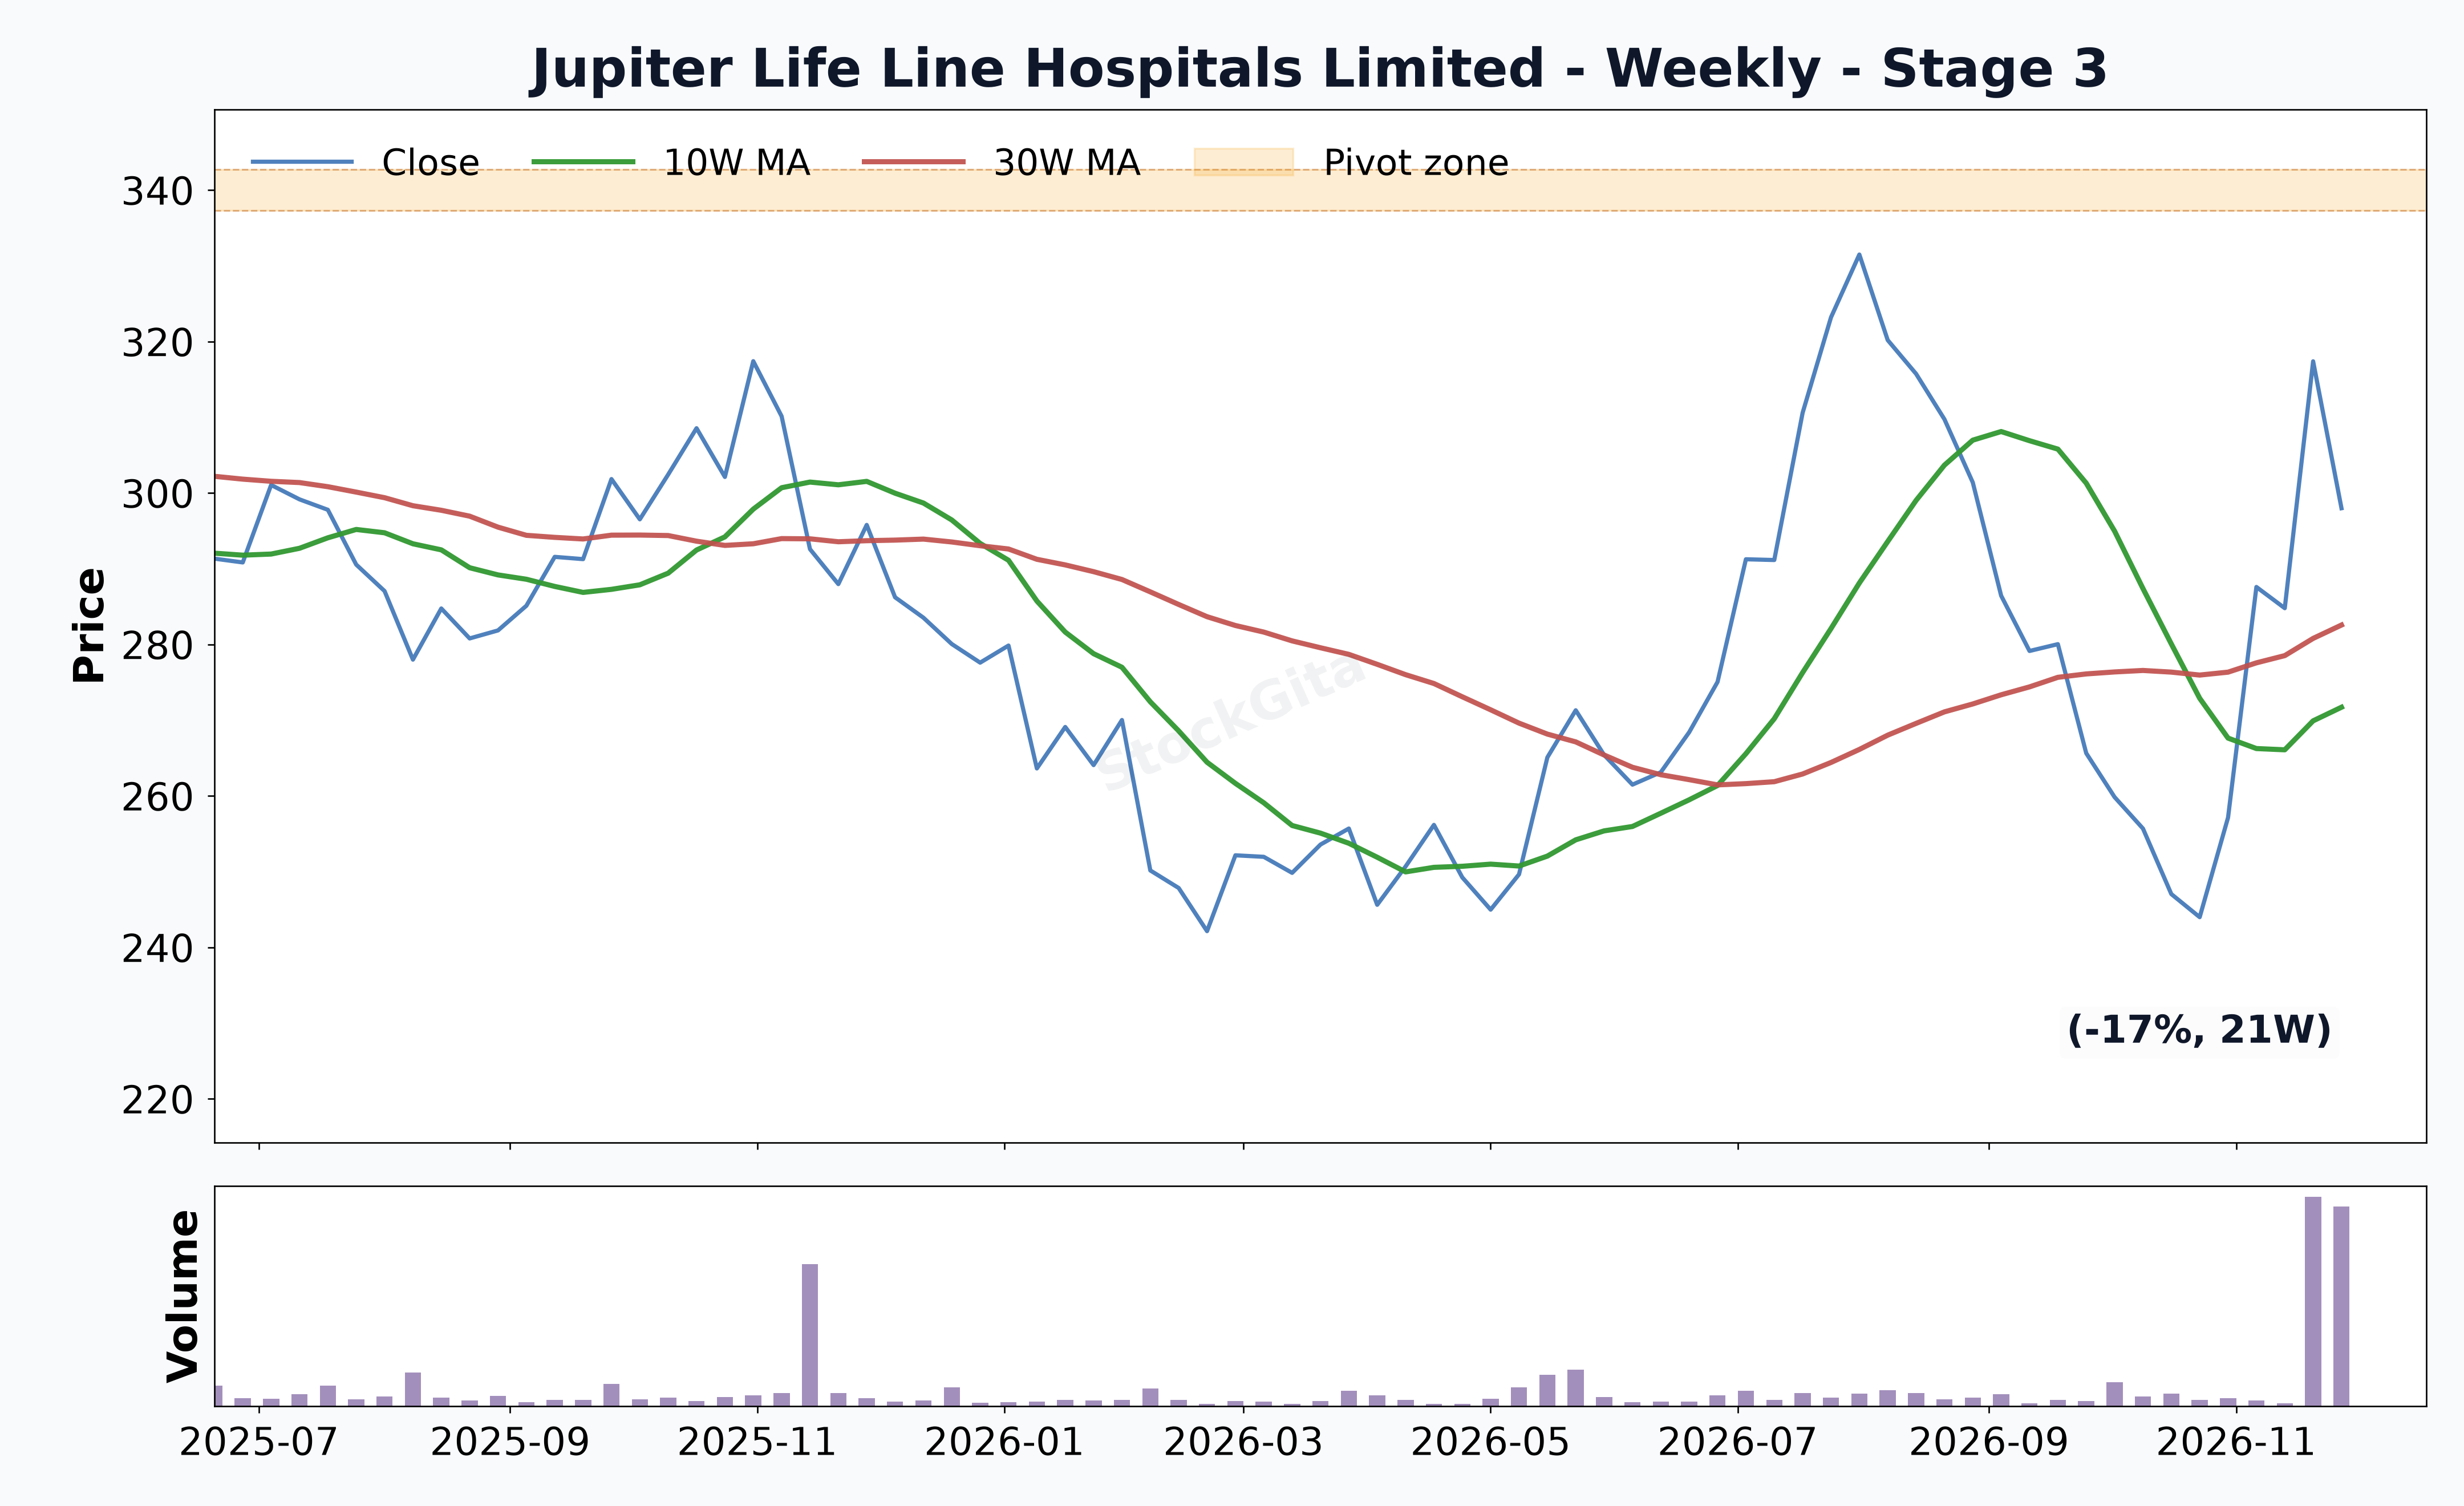 Jupiter Life Line Hospitals Limited - Weekly - Stage 3
Close 10W MA 30W MA Pivot zone
Price
340
320
300
280
260
240
220
StockGita
(-17%, 21W)
Volume
2025-07 2025-09 2025-11 2026-01 2026-03 2026-05 2026-07 2026-09 2026-11